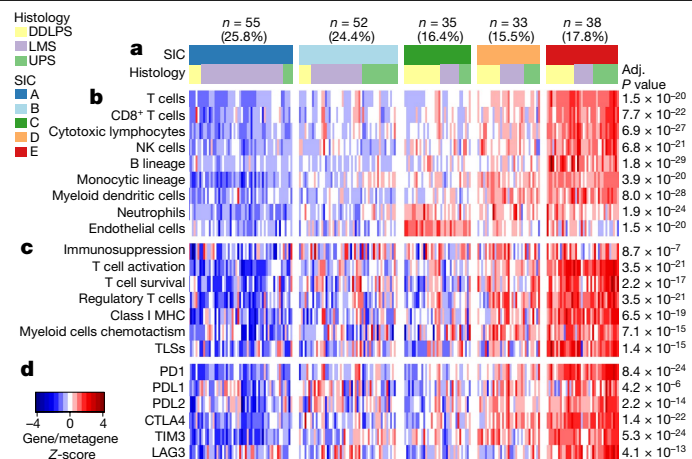 Histology
DDLPS
LMS
UPS
SIC
A
B
C
D
E
n = 55
(25.8%)
n = 52
(24.4%)
n = 35
(16.4%)
n = 33
(15.5%)
n = 38
(17.8%)
a
SIC
Histology
Adj.
P value
b
T cells 1.5 × 10⁻²⁰
CD8⁺ T cells 7.7 × 10⁻²²
Cytotoxic lymphocytes 6.9 × 10⁻²⁷
NK cells 6.8 × 10⁻²¹
B lineage 1.8 × 10⁻²⁹
Monocytic lineage 3.9 × 10⁻²⁰
Myeloid dendritic cells 8.0 × 10⁻²⁸
Neutrophils 1.9 × 10⁻²⁴
Endothelial cells 1.5 × 10⁻²⁰
c
Immunosuppression 8.7 × 10⁻⁷
T cell activation 3.5 × 10⁻²¹
T cell survival 2.2 × 10⁻¹⁷
Regulatory T cells 3.5 × 10⁻²¹
Class I MHC 6.5 × 10⁻¹⁹
Myeloid cells chemotactism 7.1 × 10⁻¹⁵
TLSs 1.4 × 10⁻¹⁵
d
PD1 8.4 × 10⁻²⁴
PDL1 4.2 × 10⁻⁶
PDL2 2.2 × 10⁻¹⁴
CTLA4 1.4 × 10⁻²²
TIM3 5.3 × 10⁻²⁴
LAG3 4.1 × 10⁻¹³
−4 0 4
Gene/metagene
Z-score